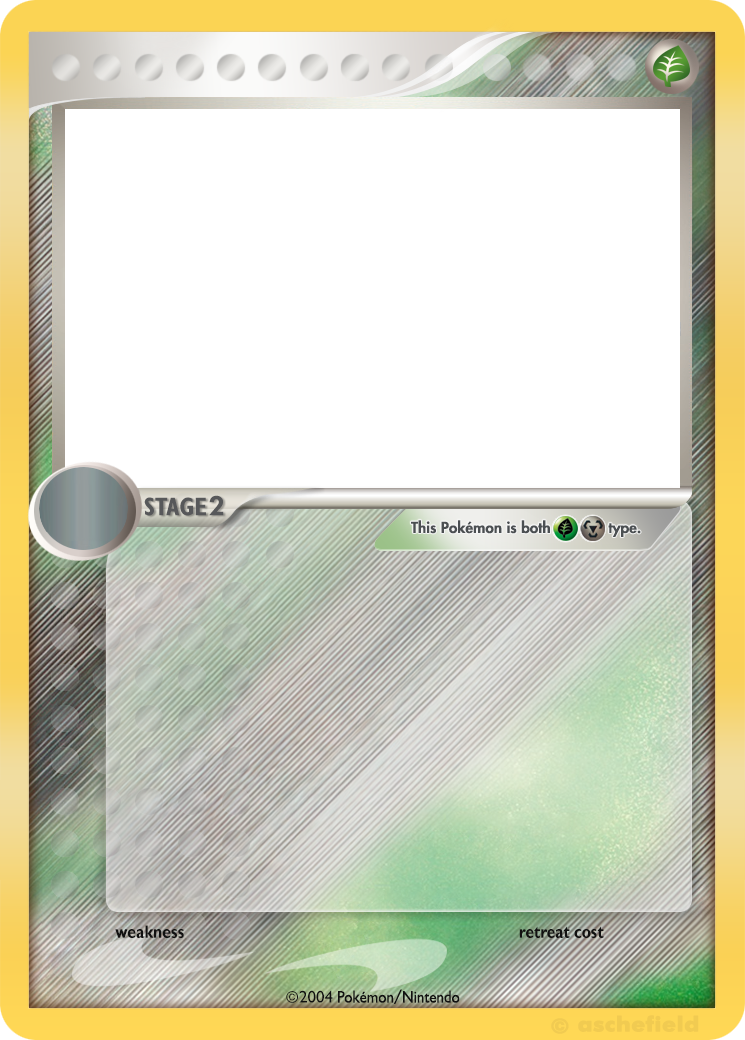 STAGE2
This Pokémon is both type.
weakness
retreat cost
©2004 Pokémon/Nintendo
© aschefield